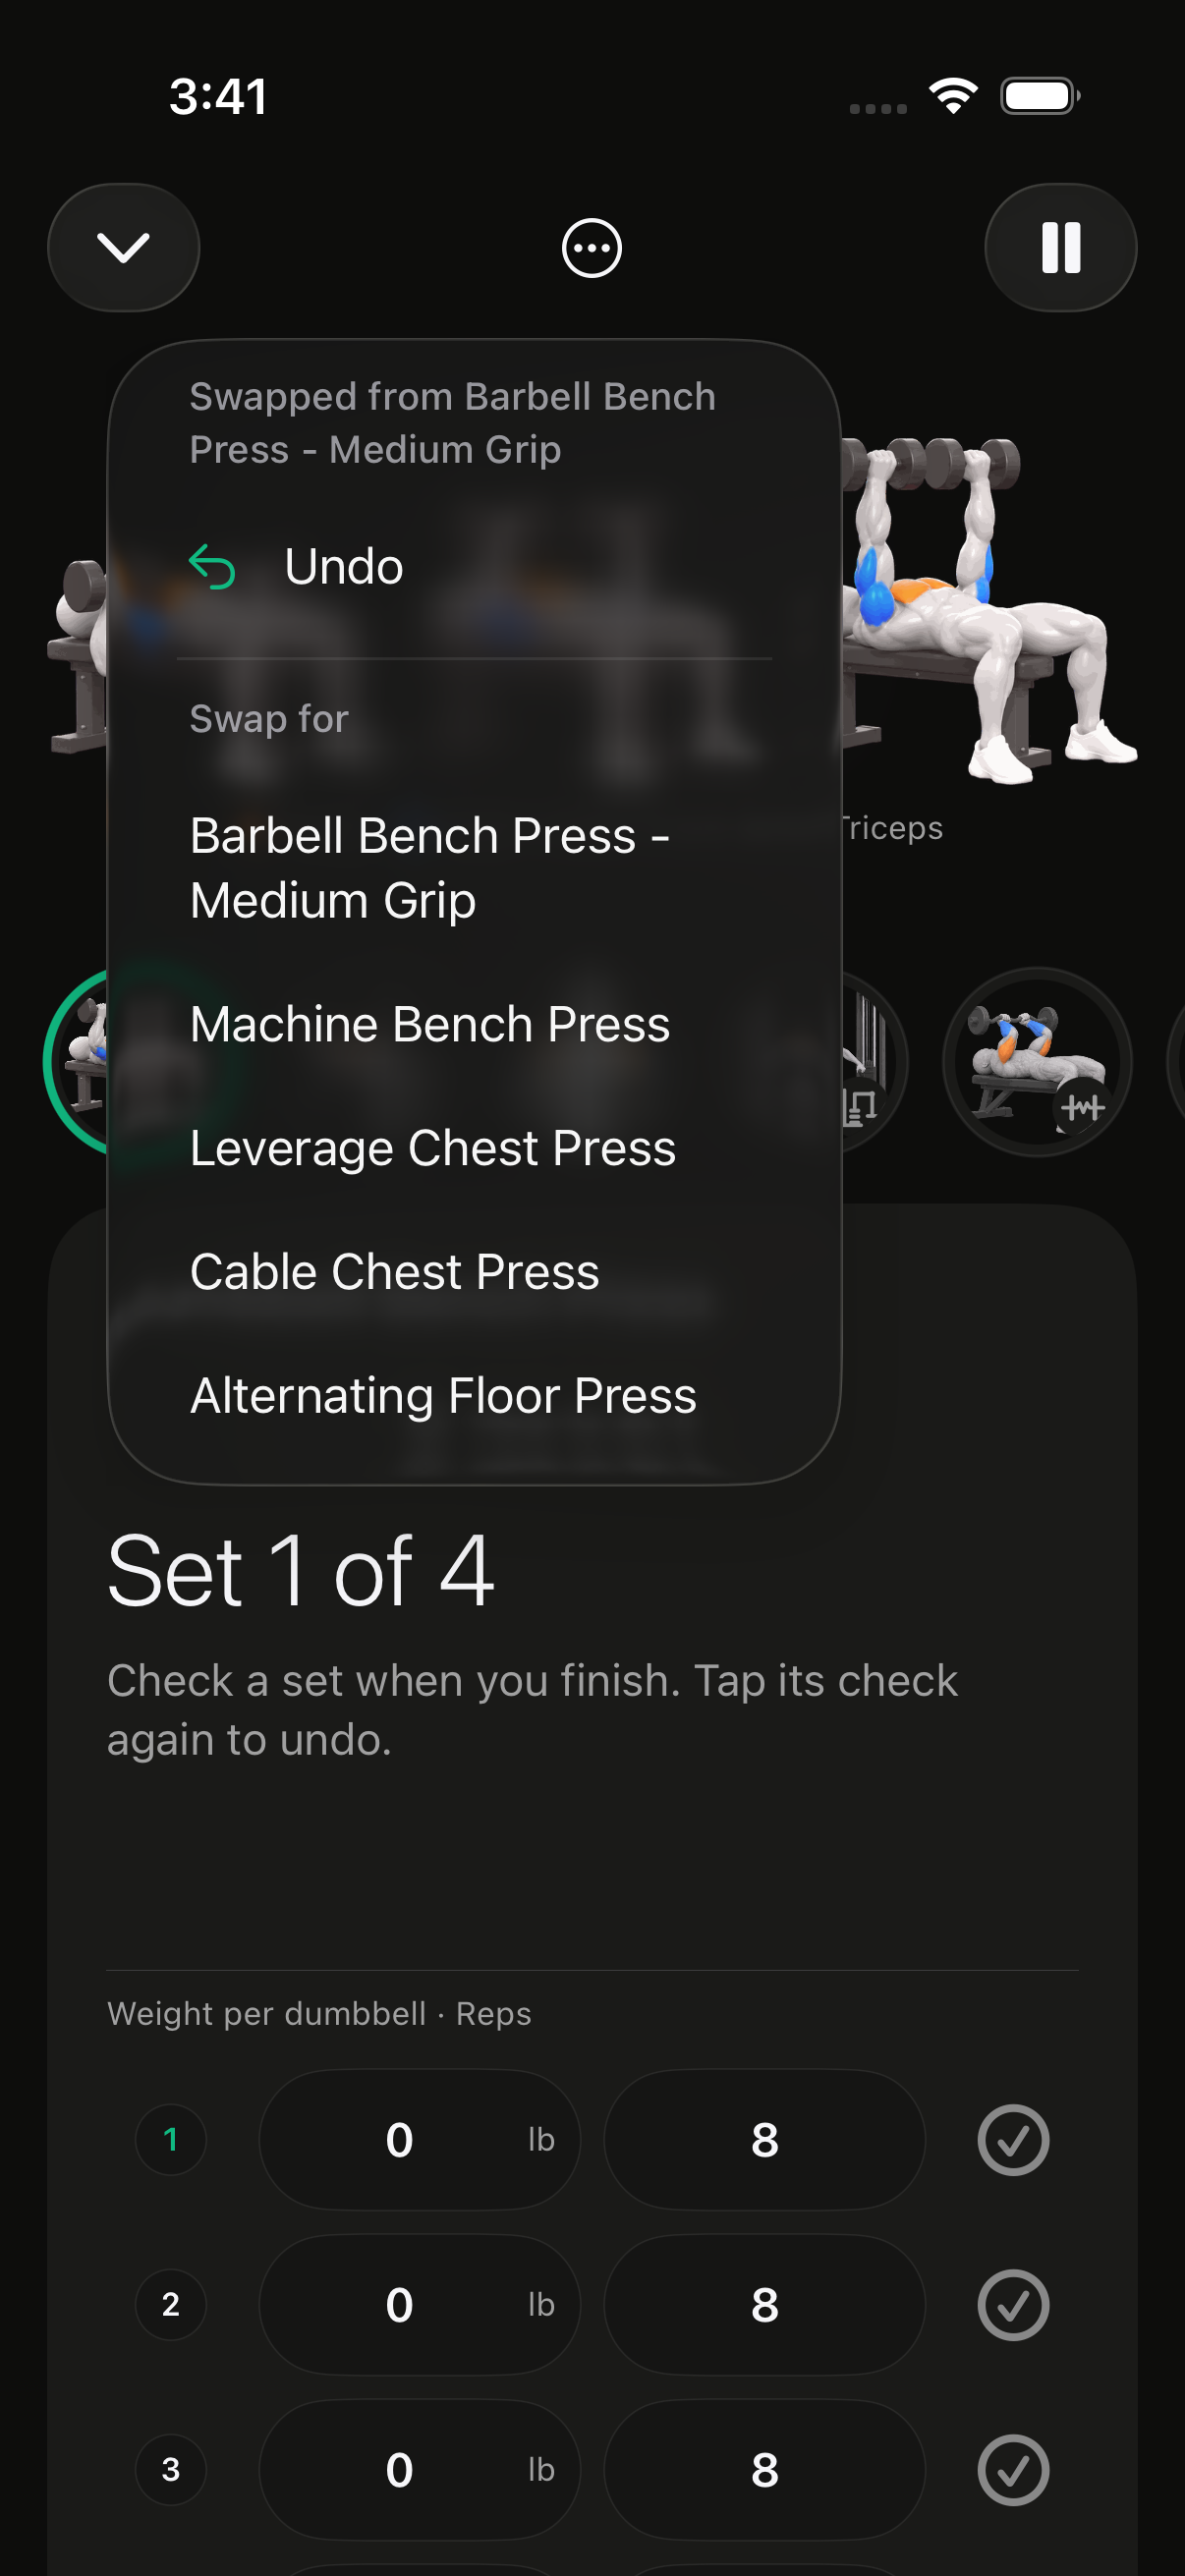 3:41
Swapped from Barbell Bench
Press - Medium Grip
Undo
Swap for
Barbell Bench Press -
Medium Grip
Machine Bench Press
Leverage Chest Press
Cable Chest Press
Alternating Floor Press
Triceps
Set 1 of 4
Check a set when you finish. Tap its check
again to undo.
Weight per dumbbell · Reps
1 0 lb 8
2 0 lb 8
3 0 lb 8